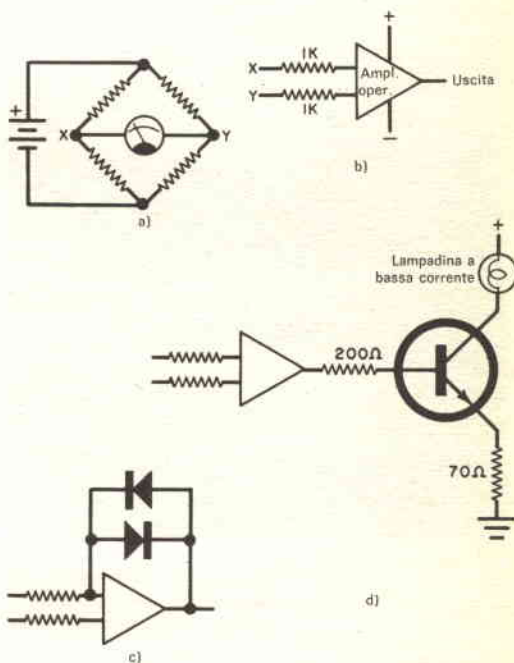 +
X
Y
a)
+
1K
X
Ampl.
oper.
Uscita
Y
1K
−
b)
+
Lampadina a
bassa corrente
200Ω
70Ω
c)
d)